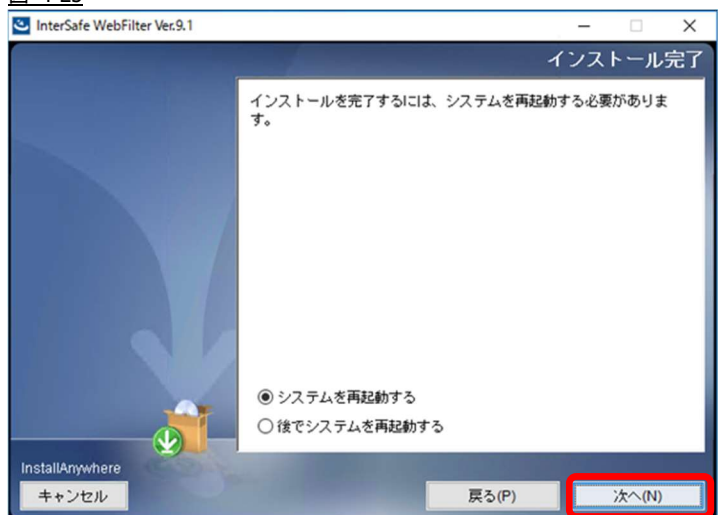 InterSafe WebFilter Ver.9.1
インストール完了
インストールを完了するには、システムを再起動する必要がありま
す。
システムを再起動する
後でシステムを再起動する
InstallAnywhere
キャンセル
戻る(P)
次へ(N)